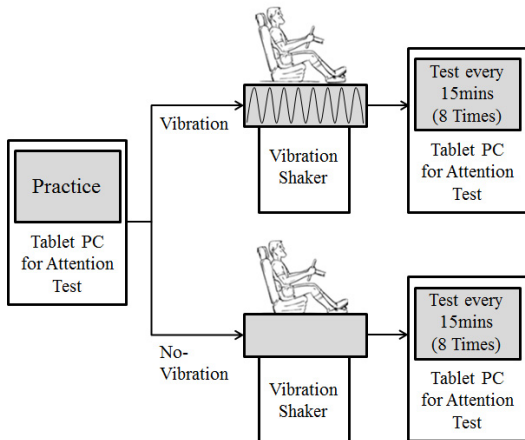 Practice
Tablet PC
for Attention
Test
Vibration
Vibration
Shaker
Test every
15mins
(8 Times)
Tablet PC
for Attention
Test
No-
Vibration
Vibration
Shaker
Test every
15mins
(8 Times)
Tablet PC
for Attention
Test